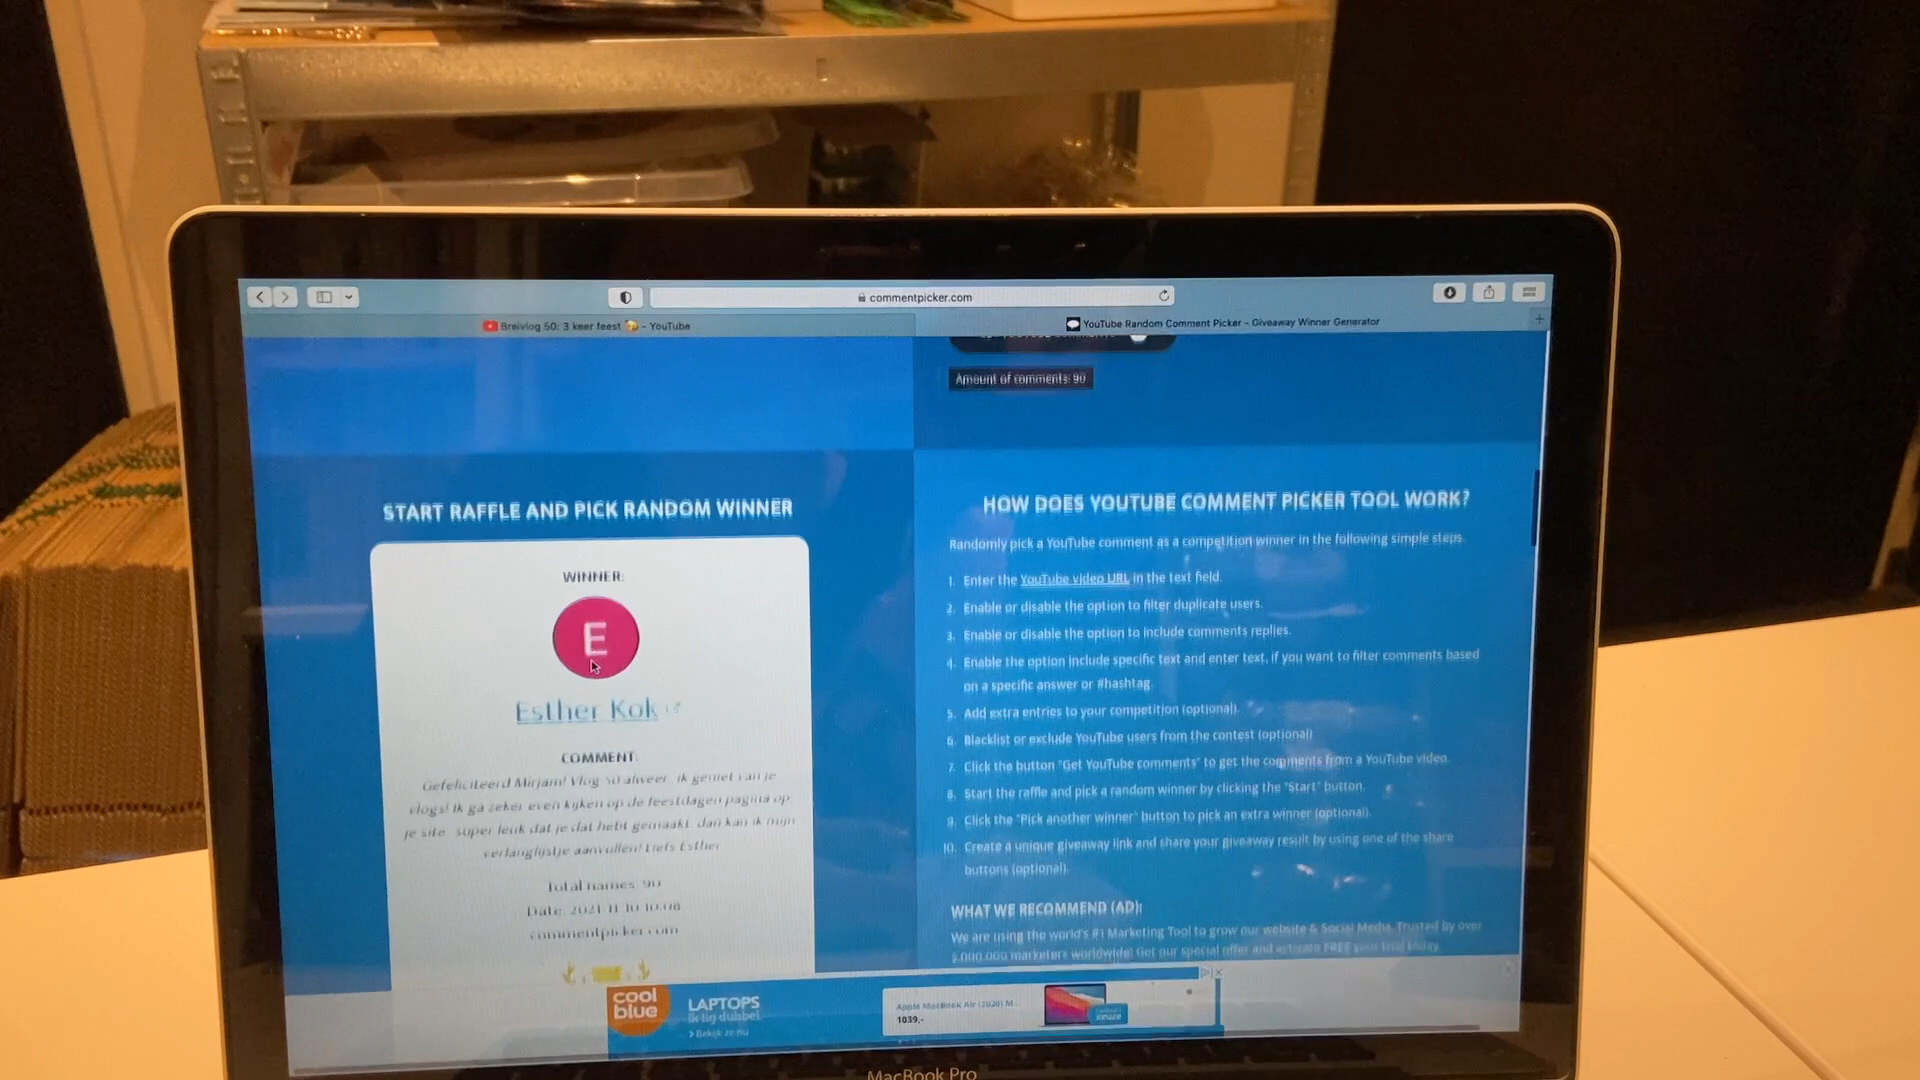 commentpicker.com
Breivlog 50: 3 keer feest 🥳 - YouTube
YouTube Random Comment Picker - Giveaway Winner Generator
Amount of comments: 90
START RAFFLE AND PICK RANDOM WINNER
WINNER:
E
Esther Kok
COMMENT:
Gefeliciteerd Mirjam! Vlog 50 alweer, ik geniet van je
vlogs! Ik ga zeker even kijken op de feestdagen pagina op
je site, super leuk dat je dat hebt gemaakt, dan kan ik mijn
verlanglijstje aanvullen! Liefs Esther
Total names: 90
Date: 2021-11-10 10:08
commentpicker.com
HOW DOES YOUTUBE COMMENT PICKER TOOL WORK?
Randomly pick a YouTube comment as a competition winner in the following simple steps.
1. Enter the YouTube video URL in the text field.
2. Enable or disable the option to filter duplicate users.
3. Enable or disable the option to include comments replies.
4. Enable the option include specific text and enter text, if you want to filter comments based
on a specific answer or #hashtag.
5. Add extra entries to your competition (optional).
6. Blacklist or exclude YouTube users from the contest (optional)
7. Click the button "Get YouTube comments" to get the comments from a YouTube video.
8. Start the raffle and pick a random winner by clicking the "Start" button.
9. Click the "Pick another winner" button to pick an extra winner (optional).
10. Create a unique giveaway link and share your giveaway result by using one of the share
buttons (optional).
WHAT WE RECOMMEND (AD):
We are using the world's #1 Marketing Tool to grow our website & Social Media. Trusted by over
5.000.000 marketers worldwide! Get our special offer and activate FREE your trial today.
cool
blue
LAPTOPS
ik lig dubbel
> Bekijk ze nu
Apple MacBook Air (2020) M...
1039,-
MacBook Pro